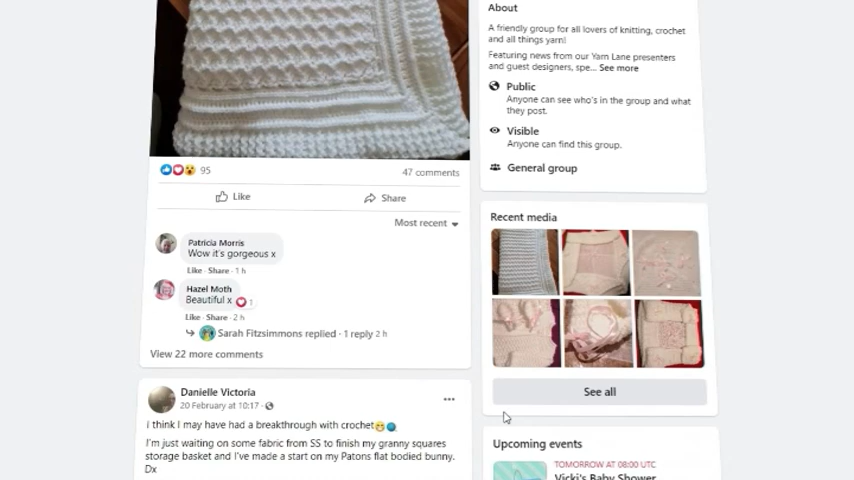 95
47 comments
Like
Share
Most recent
Patricia Morris
Wow it's gorgeous x
Like · Share · 1 h
Hazel Moth
Beautiful x
1
Like · Share · 2 h
Sarah Fitzsimmons replied · 1 reply 2 h
View 22 more comments
Danielle Victoria
20 February at 10:17 ·
I think I may have had a breakthrough with crochet
I'm just waiting on some fabric from SS to finish my granny squares
storage basket and I've made a start on my Patons flat bodied bunny.
Dx
About
A friendly group for all lovers of knitting, crochet
and all things yarn!
Featuring news from our Yarn Lane presenters
and guest designers, spe... See more
Public
Anyone can see who's in the group and what
they post.
Visible
Anyone can find this group.
General group
Recent media
See all
Upcoming events
TOMORROW AT 08:00 UTC
Vicki's Baby Shower